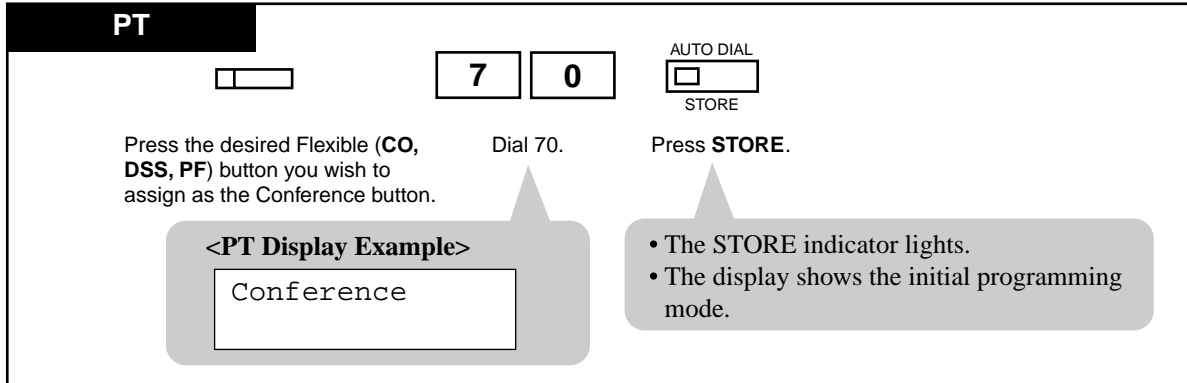 PT
7 0
AUTO DIAL
STORE
Press the desired Flexible (CO,
DSS, PF) button you wish to
assign as the Conference button.
Dial 70.
Press STORE.
<PT Display Example>
Conference
• The STORE indicator lights.
• The display shows the initial programming
mode.